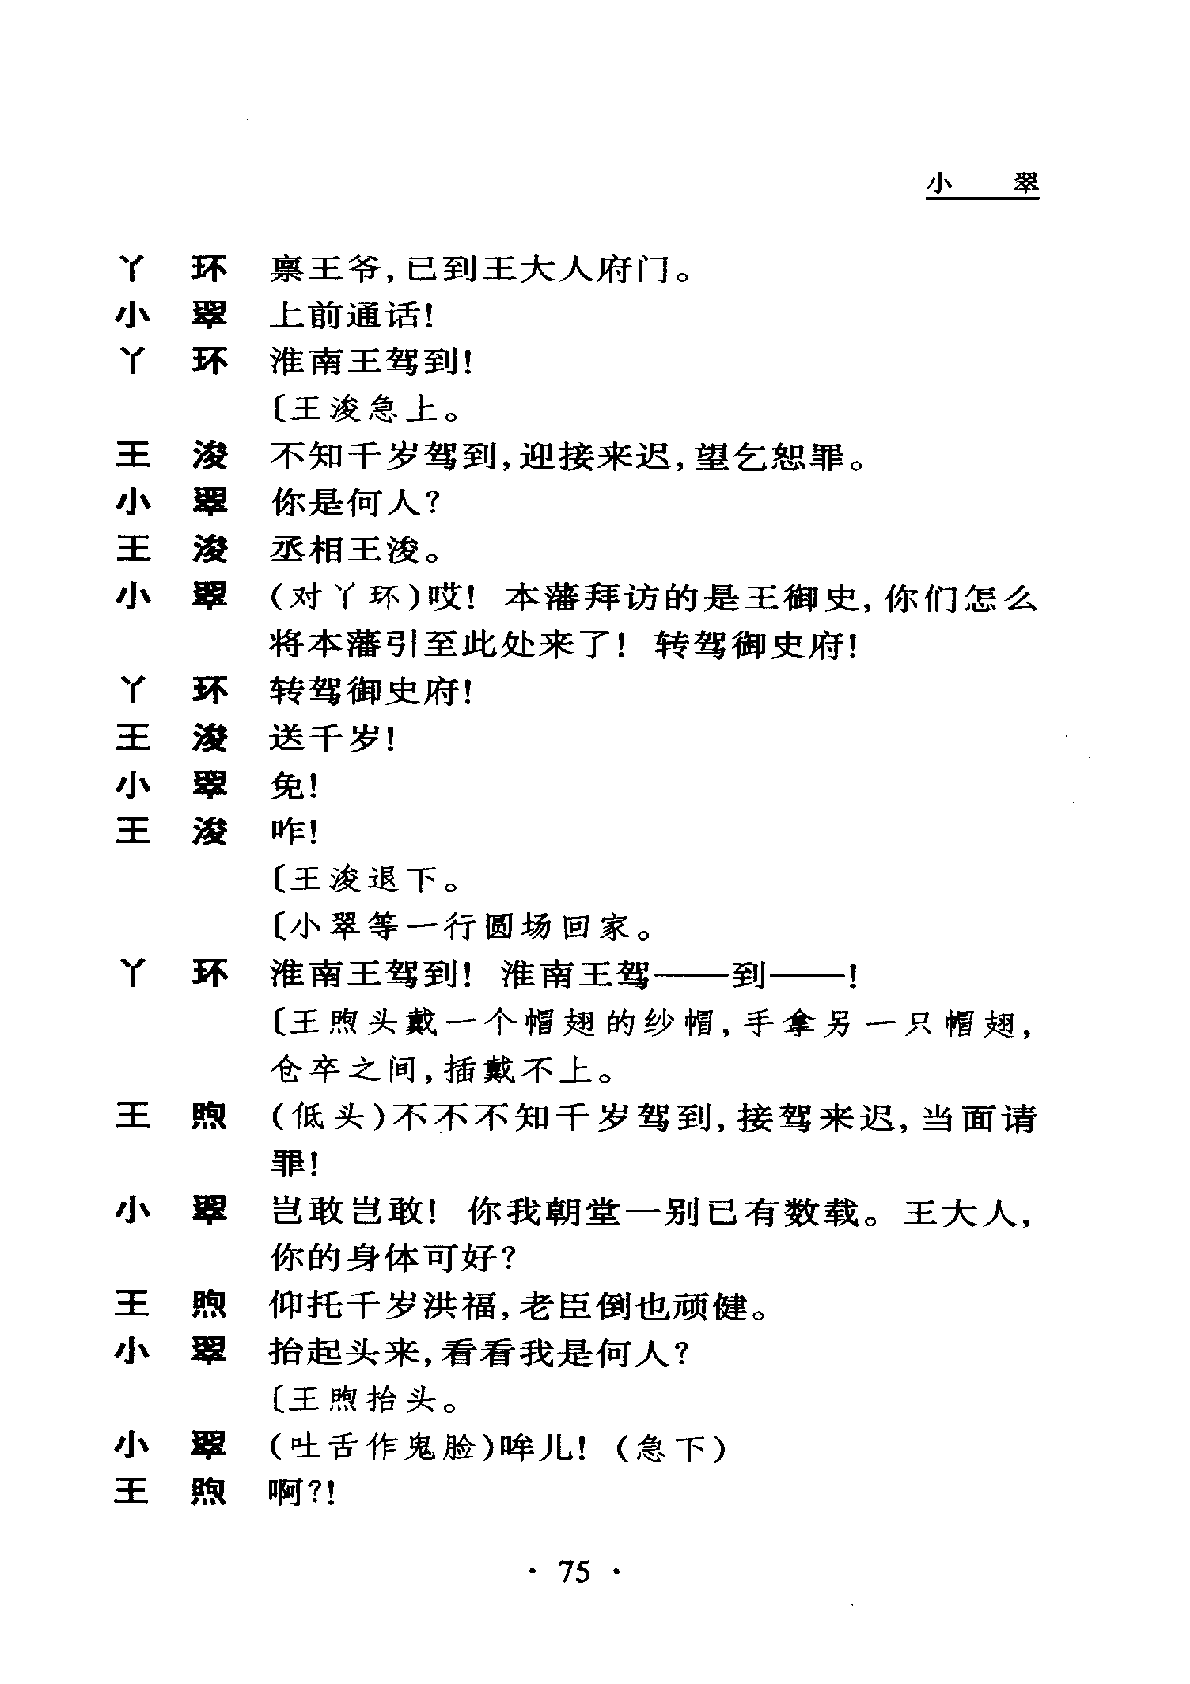 小　　翠
丫　环　禀王爷，已到王大人府门。
小　翠　上前通话！
丫　环　淮南王驾到！
〔王浚急上。
王　浚　不知千岁驾到，迎接来迟，望乞恕罪。
小　翠　你是何人？
王　浚　丞相王浚。
小　翠　（对丫环）哎！本藩拜访的是王御史，你们怎么
将本藩引至此处来了！转驾御史府！
丫　环　转驾御史府！
王　浚　送千岁！
小　翠　免！
王　浚　咋！
〔王浚退下。
〔小翠等一行圆场回家。
丫　环　淮南王驾到！淮南王驾——到——！
〔王煦头戴一个帽翅的纱帽，手拿另一只帽翅，
仓卒之间，插戴不上。
王　煦　（低头）不不不知千岁驾到，接驾来迟，当面请
罪！
小　翠　岂敢岂敢！你我朝堂一别已有数载。王大人，
你的身体可好？
王　煦　仰托千岁洪福，老臣倒也顽健。
小　翠　抬起头来，看看我是何人？
〔王煦抬头。
小　翠　（吐舌作鬼脸）哞儿！（急下）
王　煦　啊？！
· 75 ·